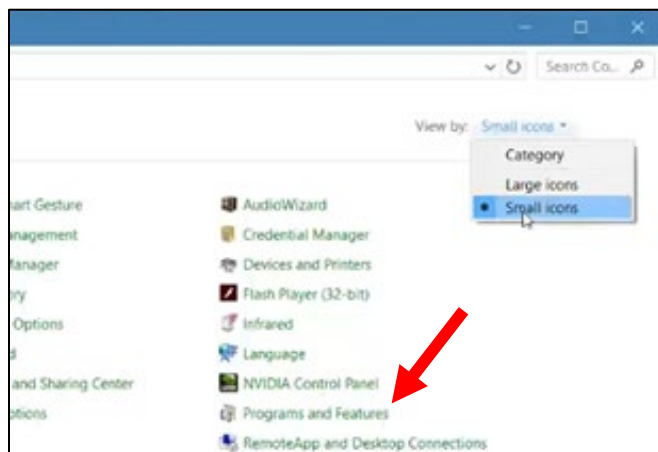 Search Co...
View by: Small icons
Category
Large icons
Small icons
art Gesture
AudioWizard
nagement
Credential Manager
Manager
Devices and Printers
ry
Flash Player (32-bit)
Options
Infrared
Language
and Sharing Center
NVIDIA Control Panel
ptions
Programs and Features
RemoteApp and Desktop Connections